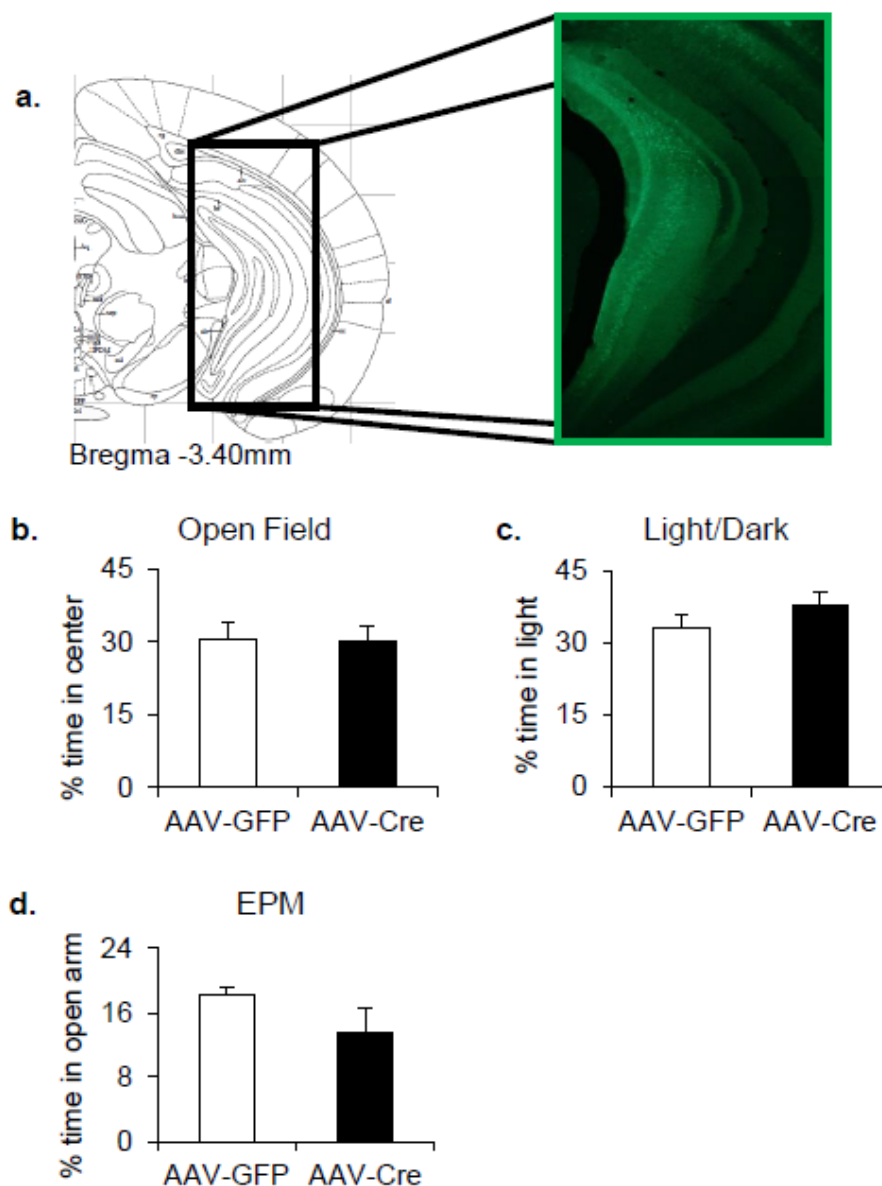 a.
Bregma -3.40mm
b.
Open Field
% time in center
45
30
15
0
AAV-GFP AAV-Cre
c.
Light/Dark
% time in light
45
30
15
0
AAV-GFP AAV-Cre
d.
EPM
% time in open arm
24
16
8
0
AAV-GFP AAV-Cre